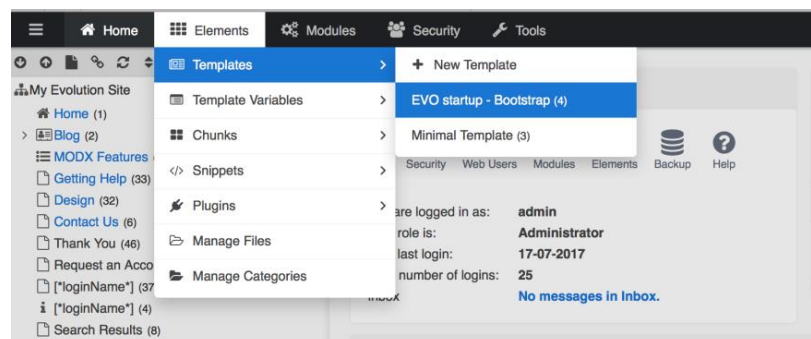 Home Elements Modules Security Tools
Templates
Template Variables
Chunks
Snippets
Plugins
Manage Files
Manage Categories
+ New Template
EVO startup - Bootstrap (4)
Minimal Template (3)
My Evolution Site
Home (1)
Blog (2)
MODX Features
Getting Help (33)
Design (32)
Contact Us (6)
Thank You (46)
Request an Acco
[*loginName*] (37
[*loginName*] (4)
Search Results (8)
Security Web Users Modules Elements Backup Help
are logged in as: admin
role is: Administrator
last login: 17-07-2017
number of logins: 25
No messages in Inbox.